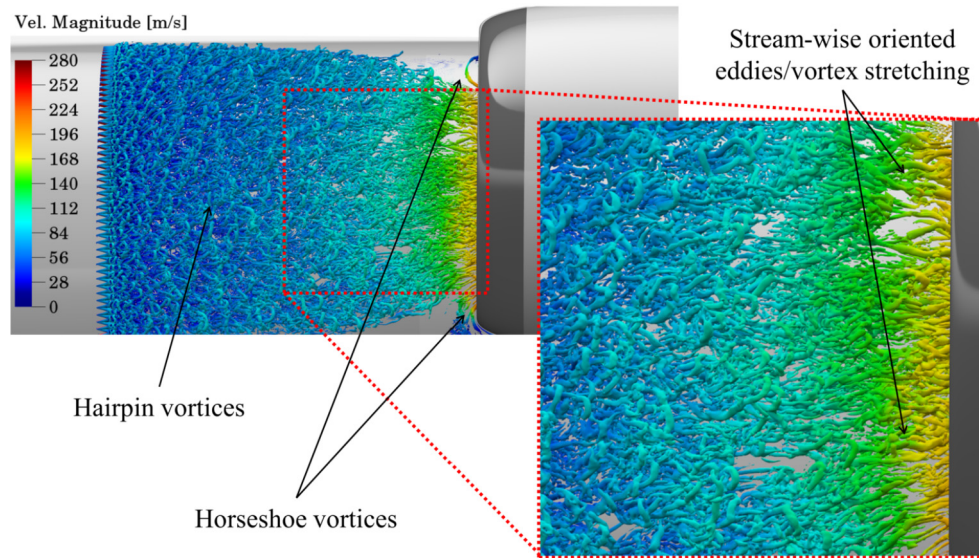 Vel. Magnitude [m/s]
280
252
224
196
168
140
112
84
56
28
0
Stream-wise oriented
eddies/vortex stretching
Hairpin vortices
Horseshoe vortices